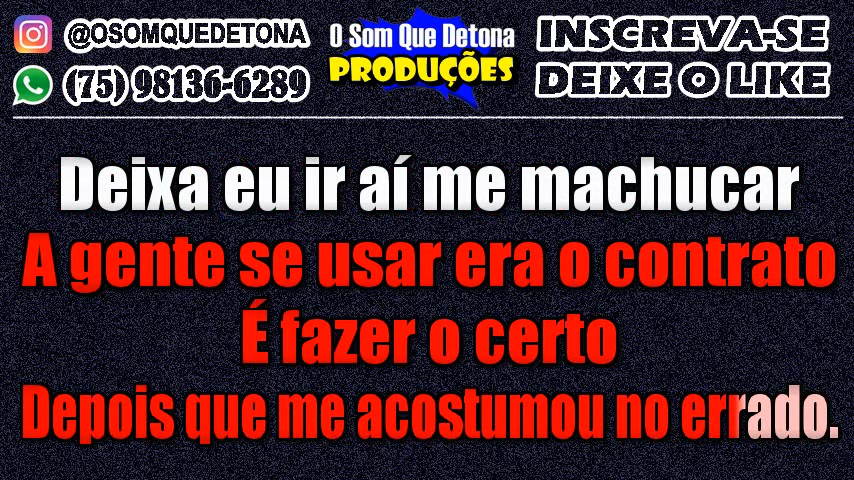 @OSOMQUEDETONA
(75) 98136-6289
O Som Que Detona
PRODUÇÕES
INSCREVA-SE
DEIXE O LIKE
Deixa eu ir aí me machucar
A gente se usar era o contrato
É fazer o certo
Depois que me acostumou no errado.